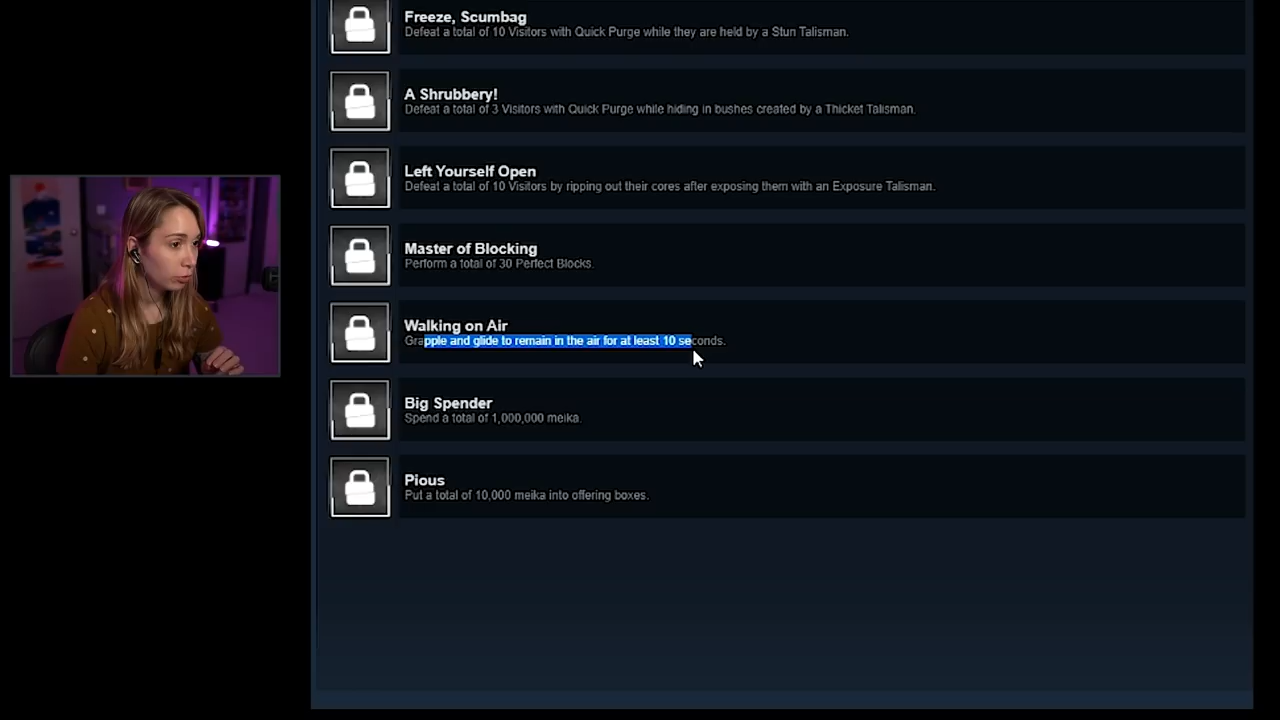 Freeze, Scumbag
Defeat a total of 10 Visitors with Quick Purge while they are held by a Stun Talisman.
A Shrubbery!
Defeat a total of 3 Visitors with Quick Purge while hiding in bushes created by a Thicket Talisman.
Left Yourself Open
Defeat a total of 10 Visitors by ripping out their cores after exposing them with an Exposure Talisman.
Master of Blocking
Perform a total of 30 Perfect Blocks.
Walking on Air
Grapple and glide to remain in the air for at least 10 seconds.
Big Spender
Spend a total of 1,000,000 meika.
Pious
Put a total of 10,000 meika into offering boxes.